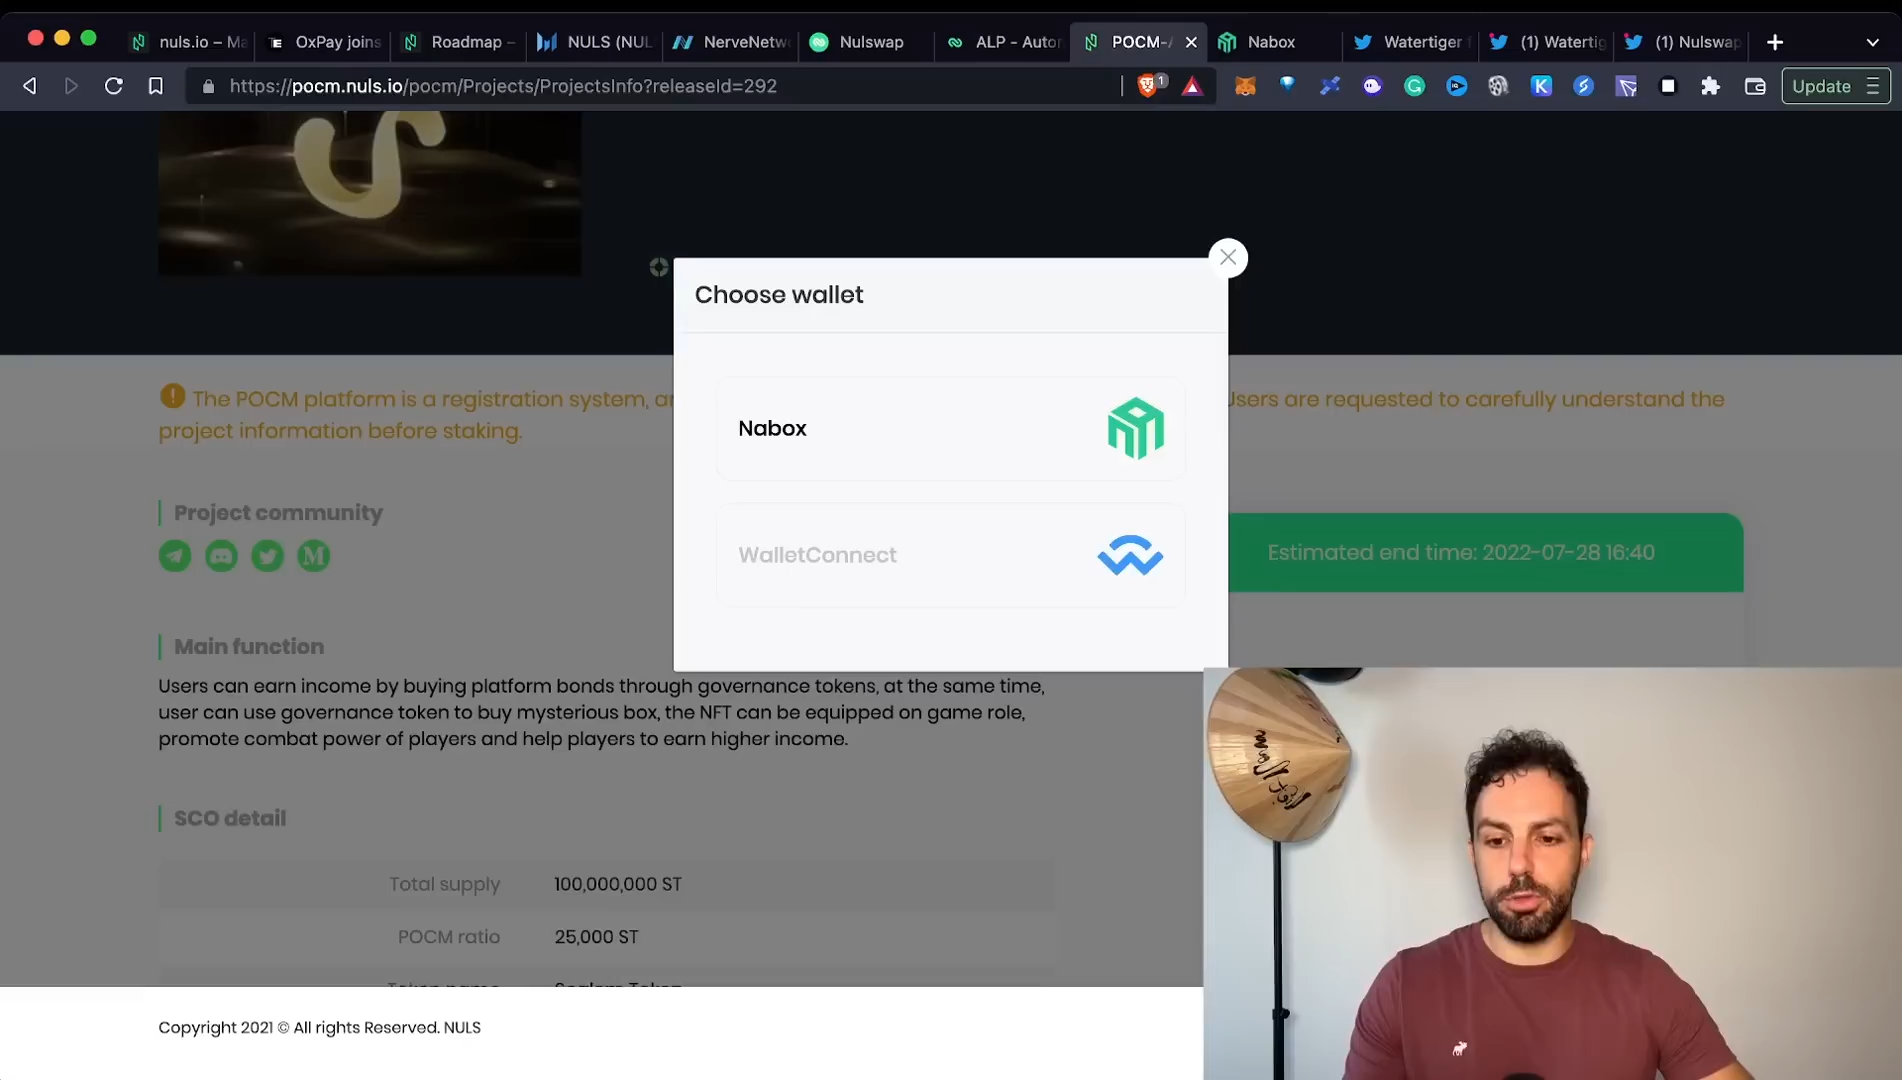 nuls.io – Ma
OxPay joins
Roadmap –
NULS (NUL
NerveNetw
Nulswap
ALP - Auton
POCM-
Nabox
Watertiger
(1) Watertig
(1) Nulswap
https://pocm.nuls.io/pocm/Projects/ProjectsInfo?releaseId=292
1
Update
Choose wallet
Nabox
WalletConnect
The POCM platform is a registration system, an
Users are requested to carefully understand the
project information before staking.
Project community
Estimated end time: 2022-07-28 16:40
Main function
Users can earn income by buying platform bonds through governance tokens, at the same time,
user can use governance token to buy mysterious box, the NFT can be equipped on game role,
promote combat power of players and help players to earn higher income.
SCO detail
Total supply 100,000,000 ST
POCM ratio 25,000 ST
Copyright 2021 © All rights Reserved. NULS